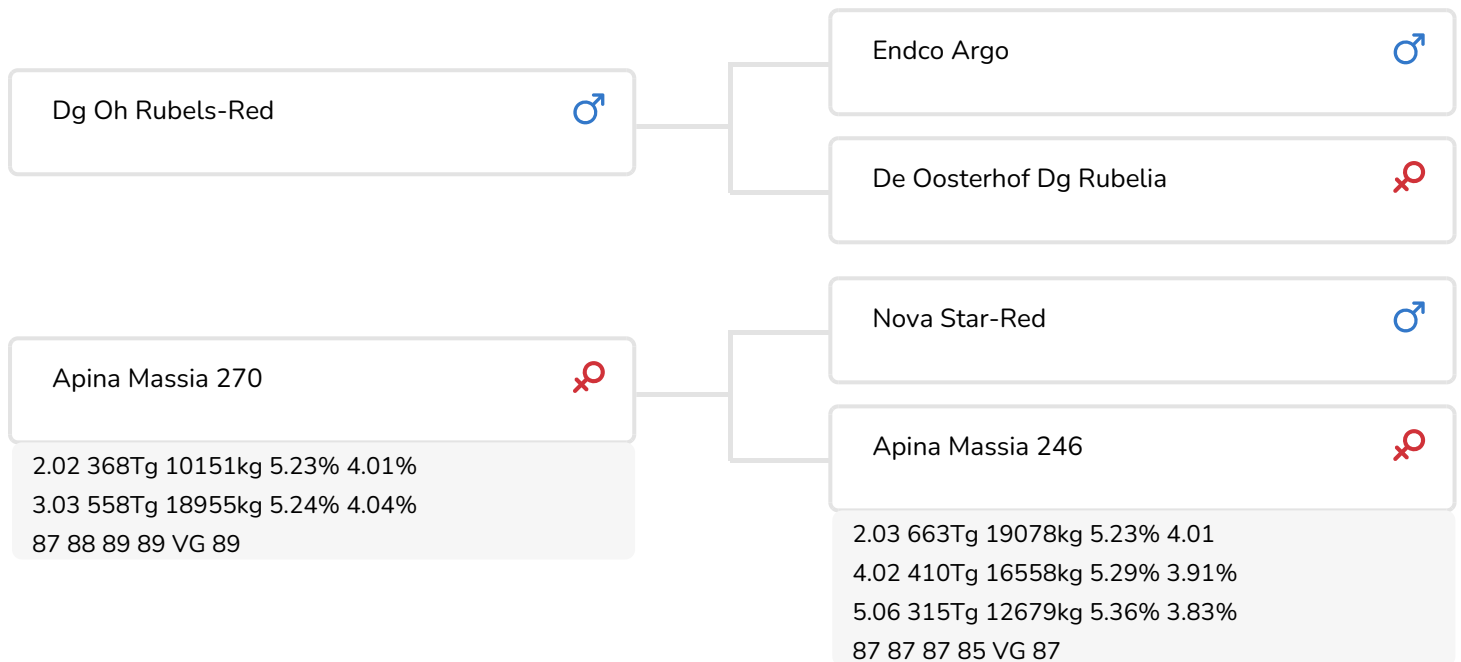 Endco Argo
Dg Oh Rubels-Red
De Oosterhof Dg Rubelia
Nova Star-Red
Apina Massia 270
2.02 368Tg 10151kg 5.23% 4.01%
3.03 558Tg 18955kg 5.24% 4.04%
87 88 89 89 VG 89
Apina Massia 246
2.03 663Tg 19078kg 5.23% 4.01
4.02 410Tg 16558kg 5.29% 3.91%
5.06 315Tg 12679kg 5.36% 3.83%
87 87 87 85 VG 87